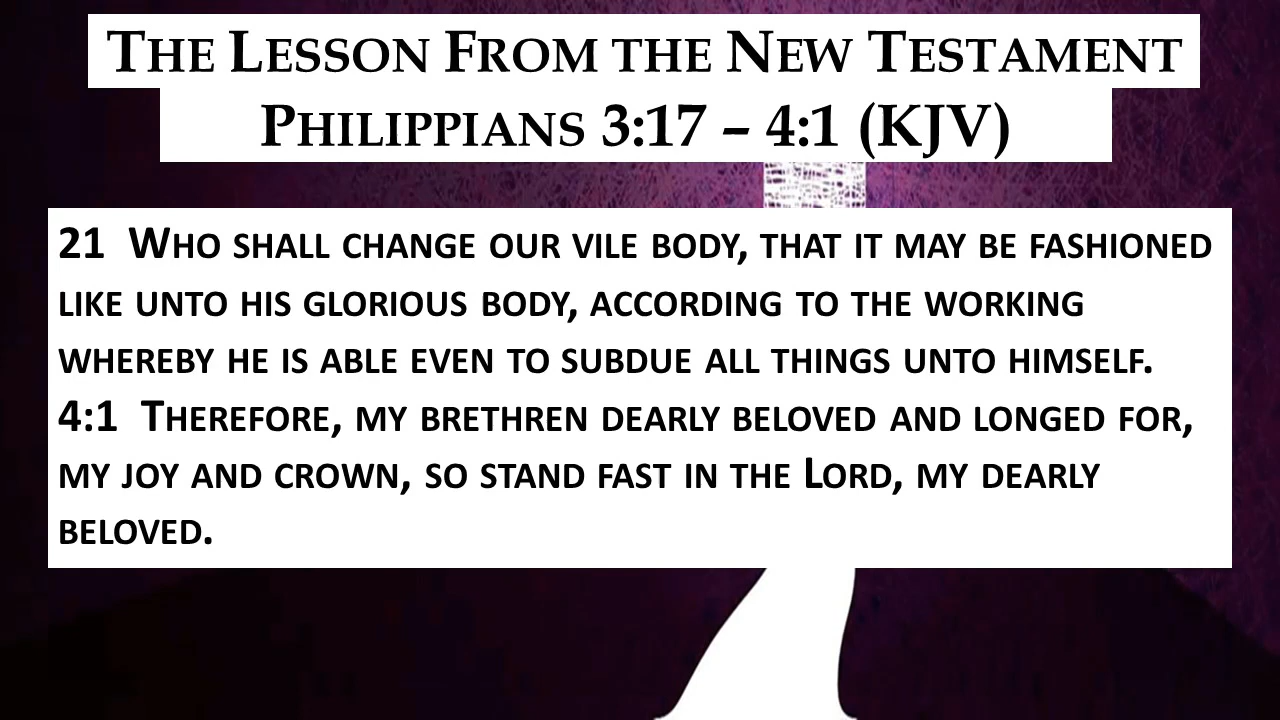 The Lesson From the New Testament
Philippians 3:17 – 4:1 (KJV)
21 Who shall change our vile body, that it may be fashioned
like unto his glorious body, according to the working
whereby he is able even to subdue all things unto himself.
4:1 Therefore, my brethren dearly beloved and longed for,
my joy and crown, so stand fast in the Lord, my dearly
beloved.